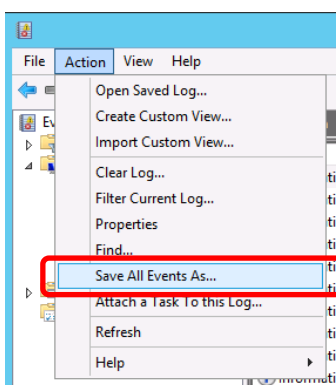 File Action View Help
Open Saved Log...
Create Custom View...
Import Custom View...
Clear Log...
Filter Current Log...
Properties
Find...
Save All Events As...
Attach a Task To this Log...
Refresh
Help